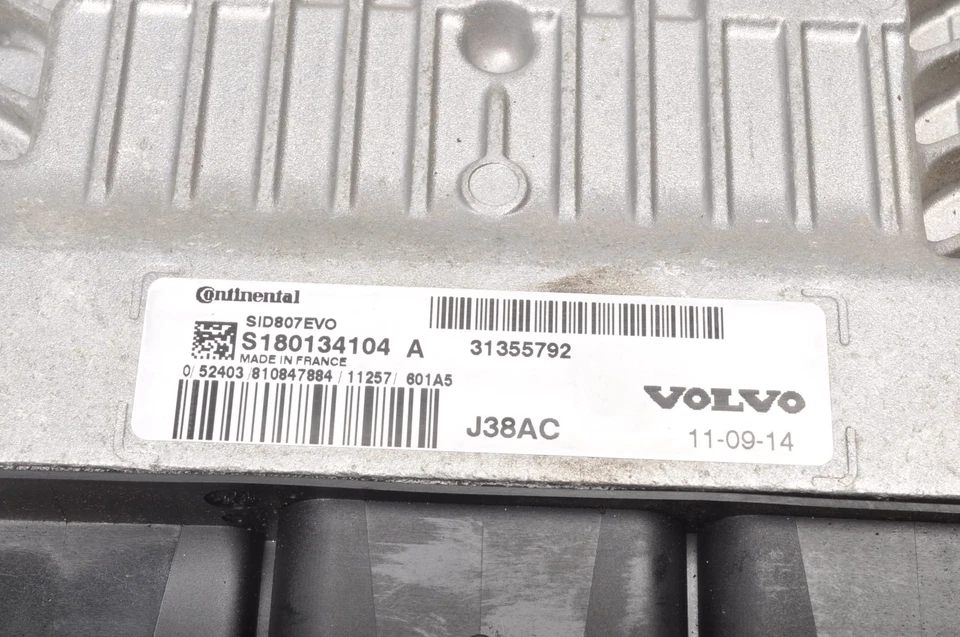 Continental
SID807EVO
S180134104 A
MADE IN FRANCE
0/ 52403 /810847884 / 11257/ 601A5
31355792
VOLVO
J38AC
11-09-14